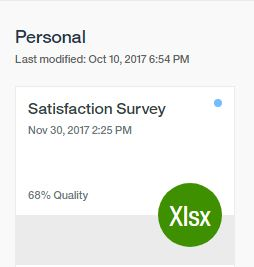 Personal
Last modified: Oct 10, 2017 6:54 PM
Satisfaction Survey
Nov 30, 2017 2:25 PM
68% Quality
Xlsx